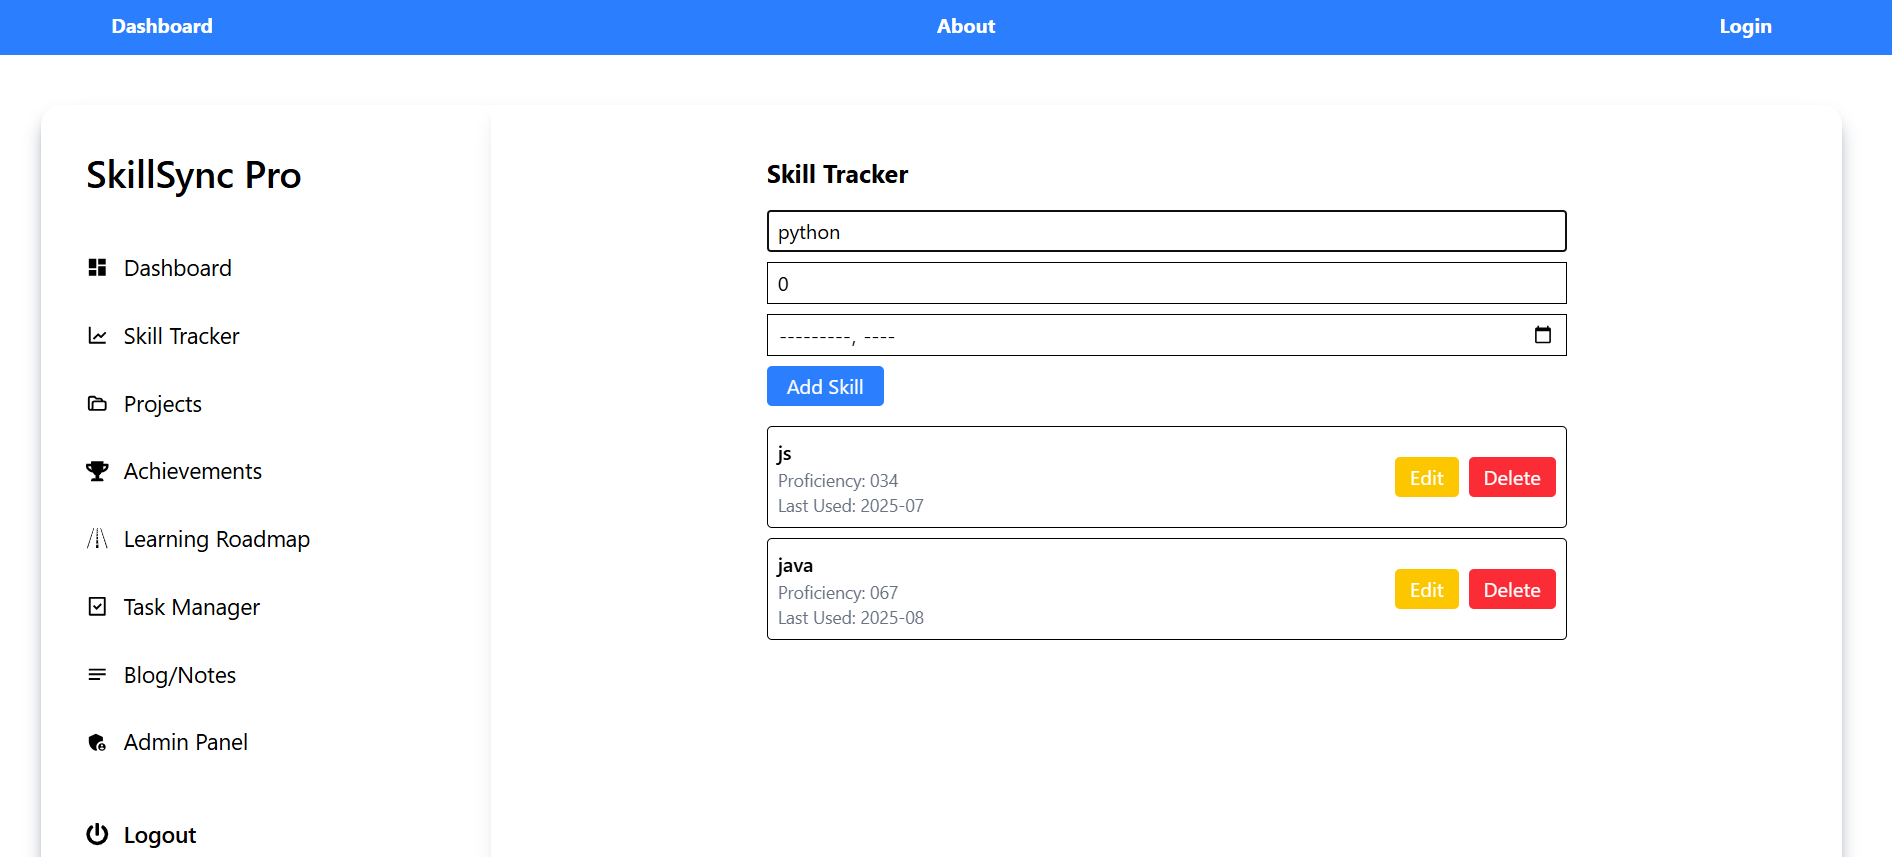 Dashboard About Login
SkillSync Pro
Dashboard
Skill Tracker
Projects
Achievements
Learning Roadmap
Task Manager
Blog/Notes
Admin Panel
Logout
Skill Tracker
python
0
---------, ----
Add Skill
js
Proficiency: 034
Last Used: 2025-07
Edit Delete
java
Proficiency: 067
Last Used: 2025-08
Edit Delete